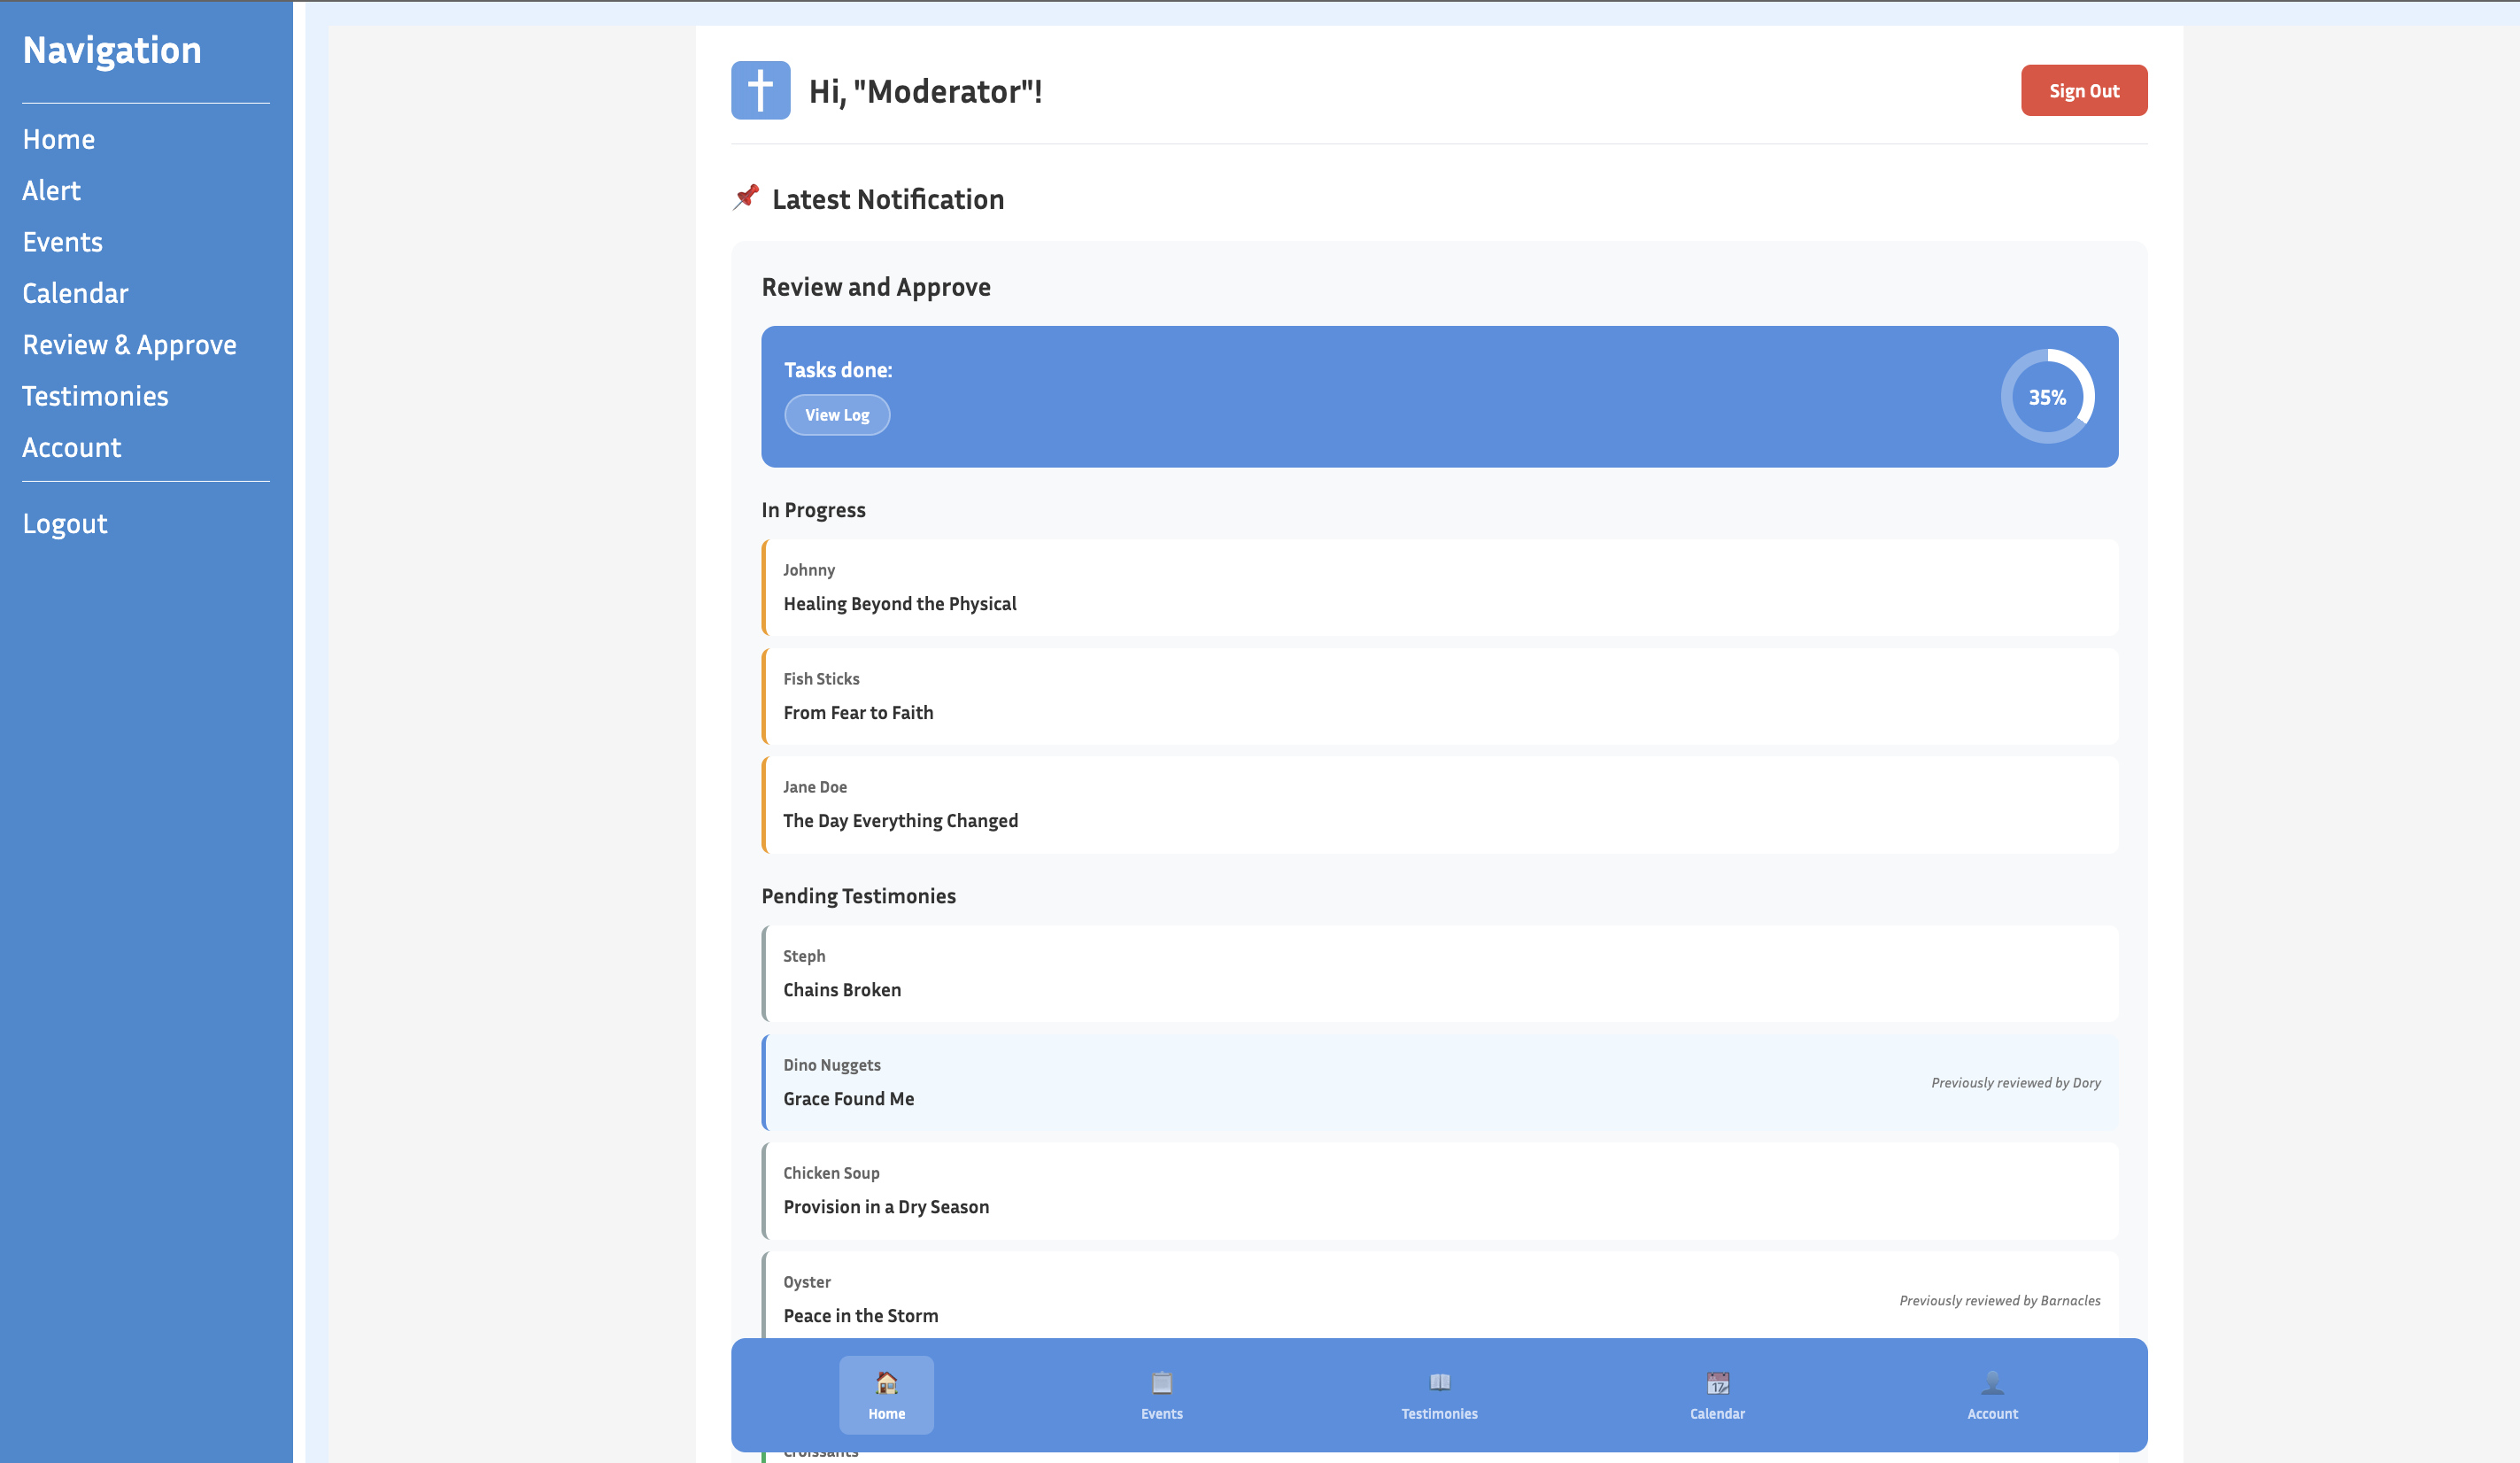 Navigation
Home
Alert
Events
Calendar
Review & Approve
Testimonies
Account
Logout
Hi, "Moderator"!
Sign Out
Latest Notification
Review and Approve
Tasks done:
View Log
35%
In Progress
Johnny
Healing Beyond the Physical
Fish Sticks
From Fear to Faith
Jane Doe
The Day Everything Changed
Pending Testimonies
Steph
Chains Broken
Dino Nuggets
Grace Found Me
Previously reviewed by Dory
Chicken Soup
Provision in a Dry Season
Oyster
Peace in the Storm
Previously reviewed by Barnacles
17
Home
Events
Testimonies
Calendar
Account
Croissants